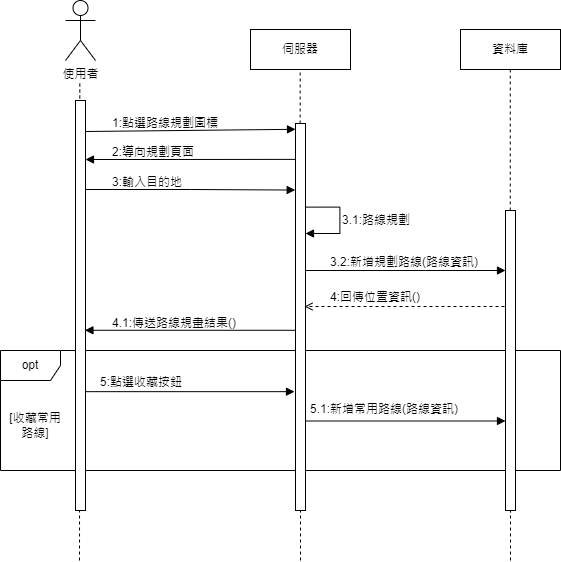 使用者
伺服器
資料庫
1:點選路線規劃圖標
2:導向規劃頁面
3:輸入目的地
3.1:路線規劃
3.2:新增規劃路線(路線資訊)
4:回傳位置資訊()
4.1:傳送路線規畫結果()
opt
5:點選收藏按鈕
[收藏常用
路線]
5.1:新增常用路線(路線資訊)